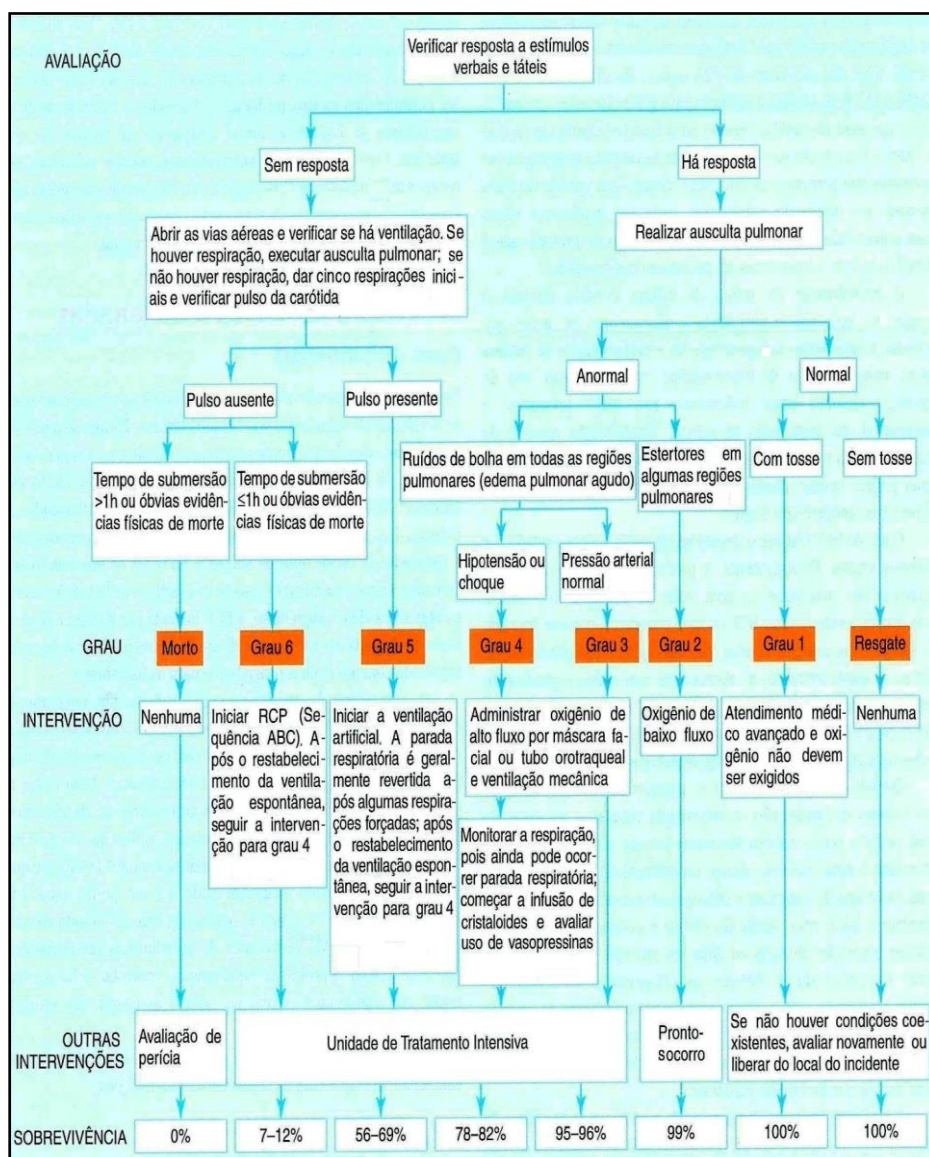 AVALIAÇÃO
Verificar resposta a estímulos
verbais e táteis
Sem resposta
Há resposta
Abrir as vias aéreas e verificar se há ventilação. Se
houver respiração, executar ausculta pulmonar; se
não houver respiração, dar cinco respirações inici-
ais e verificar pulso da carótida
Realizar ausculta pulmonar
Pulso ausente
Pulso presente
Anormal
Normal
Tempo de submersão
>1h ou óbvias evidên-
cias físicas de morte
Tempo de submersão
≤1h ou óbvias evidên-
cias físicas de morte
Ruídos de bolha em todas as regiões
pulmonares (edema pulmonar agudo)
Estertores em
algumas regiões
pulmonares
Com tosse
Sem tosse
Hipotensão ou
choque
Pressão arterial
normal
GRAU
Morto
Grau 6
Grau 5
Grau 4
Grau 3
Grau 2
Grau 1
Resgate
INTERVENÇÃO
Nenhuma
Iniciar RCP (Se-
quência ABC). A-
pós o restabeleci-
mento da ventila-
ção espontânea,
seguir a interven-
ção para grau 4
Iniciar a ventilação
artificial. A parada
respiratória é geral-
mente revertida a-
pós algumas respira-
ções forçadas; após
o restabelecimento
da ventilação espon-
tânea, seguir a inter-
venção para grau 4
Administrar oxigênio de
alto fluxo por máscara fa-
cial ou tubo orotraqueal
e ventilação mecânica
Oxigênio de
baixo fluxo
Atendimento médi-
co avançado e oxi-
gênio não devem
ser exigidos
Nenhuma
Monitorar a respiração,
pois ainda pode ocor-
rer parada respiratória;
começar a infusão de
cristaloides e avaliar
uso de vasopressinas
OUTRAS
INTERVENÇÕES
Avaliação de
perícia
Unidade de Tratamento Intensiva
Pronto-
socorro
Se não houver condições coe-
xistentes, avaliar novamente ou
liberar do local do incidente
SOBREVIVÊNCIA
0%
7–12%
56–69%
78–82%
95–96%
99%
100%
100%